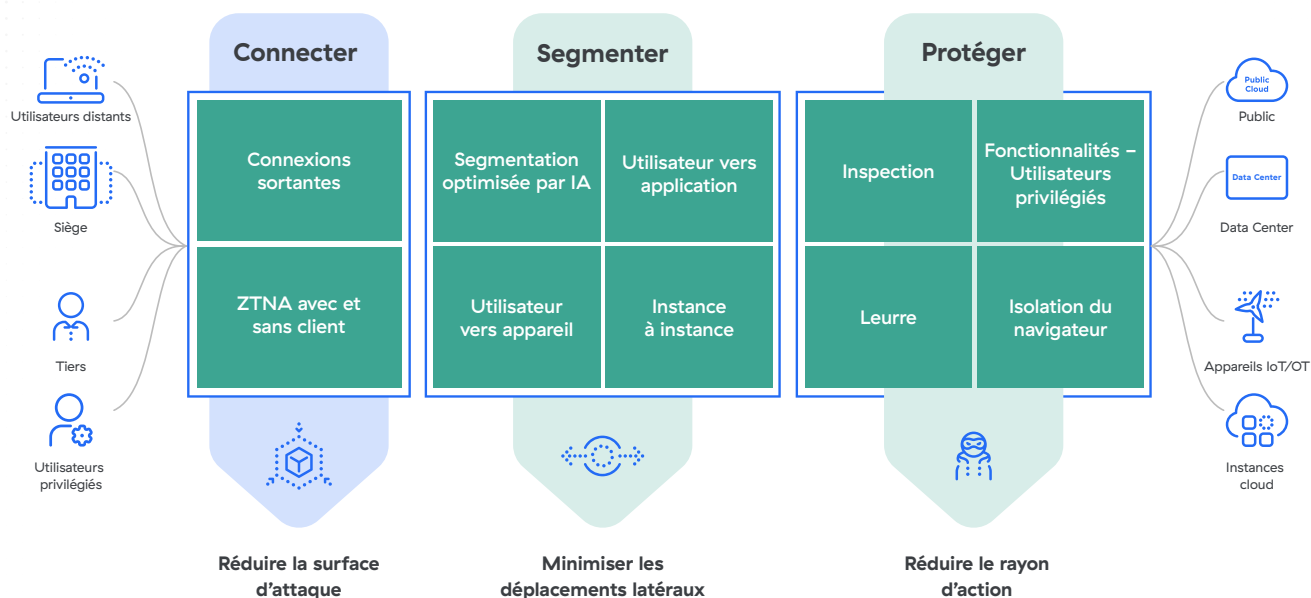 Connecter
Segmenter
Protéger
Utilisateurs distants
Siège
Tiers
Utilisateurs
privilégiés
Connexions
sortantes
ZTNA avec et
sans client
Segmentation
optimisée par IA
Utilisateur vers
application
Utilisateur
vers appareil
Instance
à instance
Inspection
Fonctionnalités –
Utilisateurs
privilégiés
Leurre
Isolation du
navigateur
Public
Cloud
Public
Data Center
Data Center
Appareils IoT/OT
Instances
cloud
Réduire la surface
d’attaque
Minimiser les
déplacements latéraux
Réduire le rayon
d’action